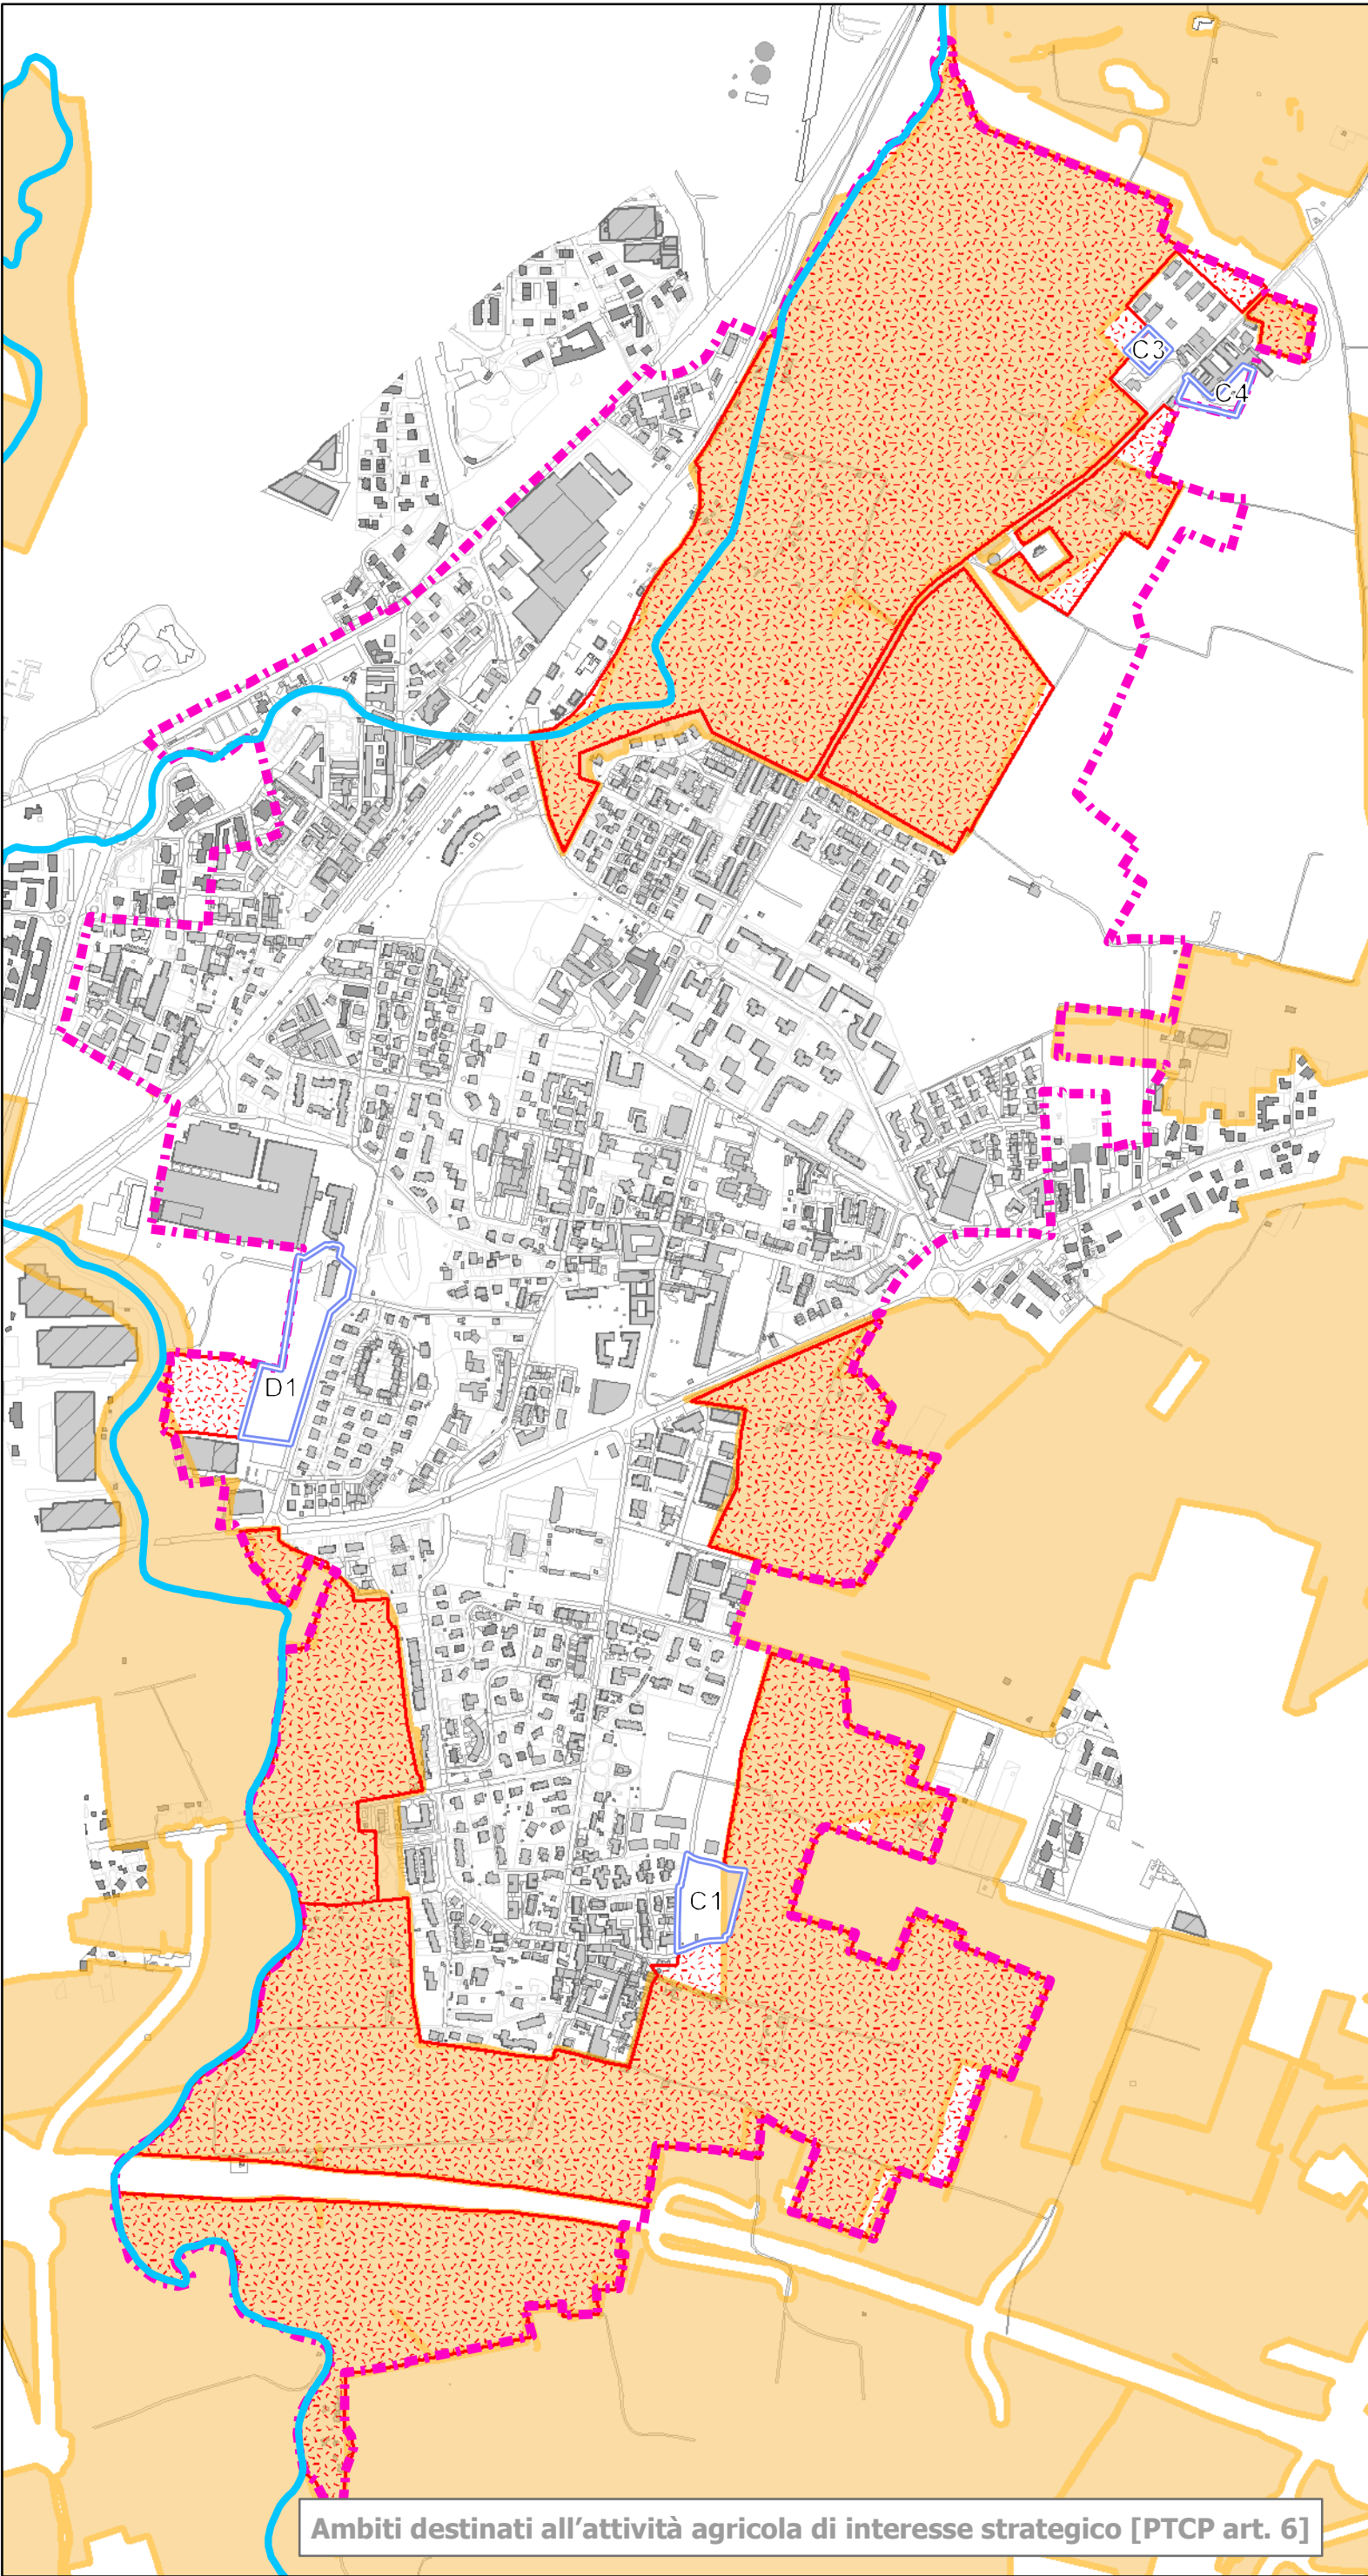 C3
C4
D1
C1
Ambiti destinati all'attività agricola di interesse strategico [PTCP art. 6]